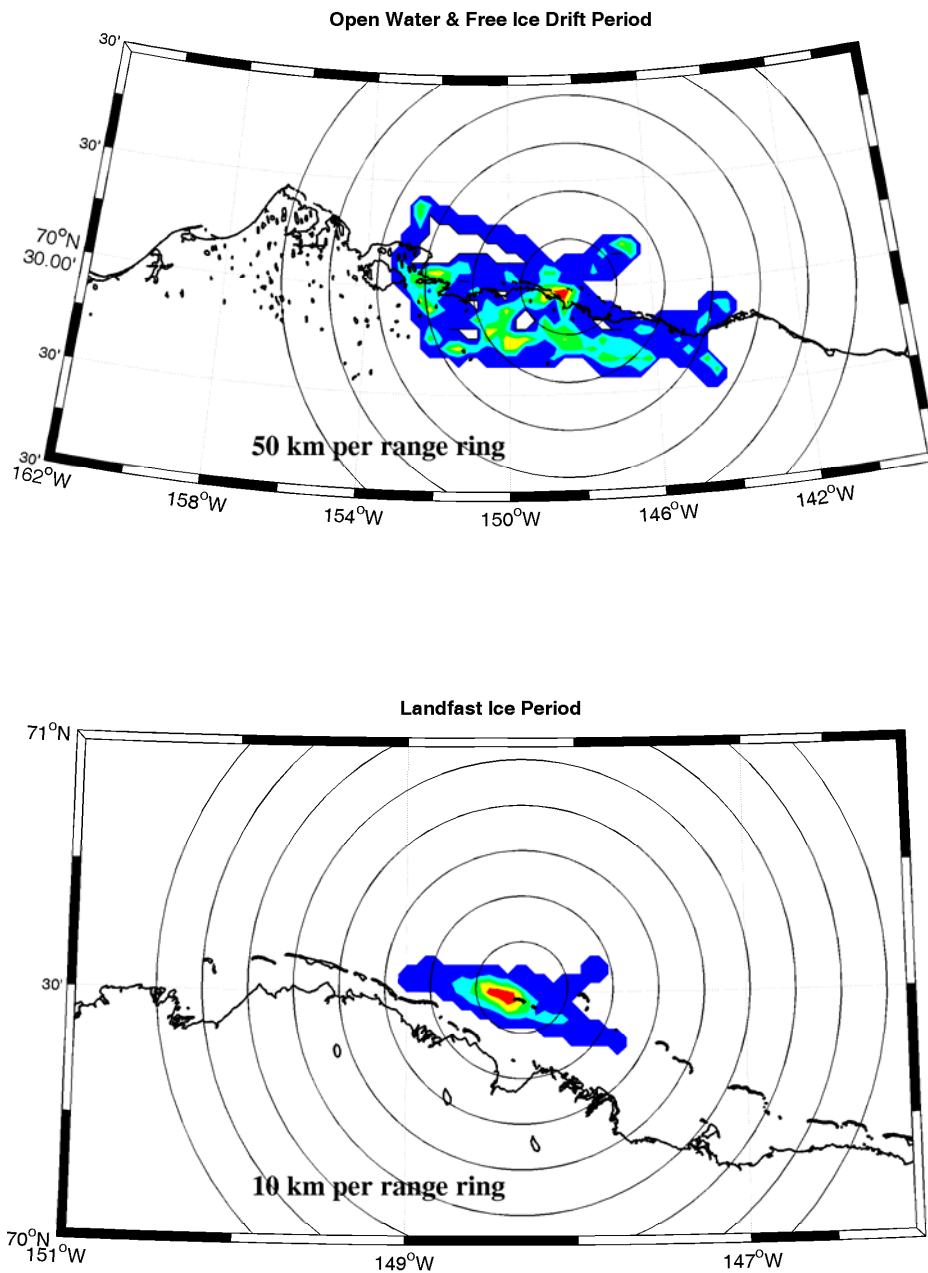 Open Water & Free Ice Drift Period
30'
30'
70°N
30.00'
30'
50 km per range ring
30'
162°W
158°W
154°W
150°W
146°W
142°W
Landfast Ice Period
71°N
30'
10 km per range ring
70°N
151°W
149°W
147°W